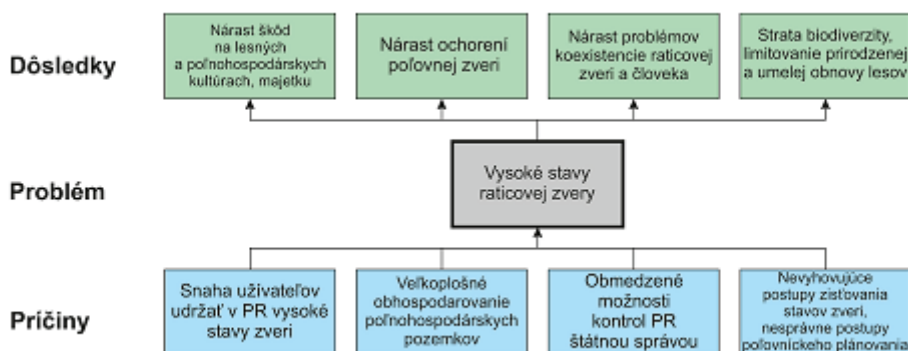 Dôsledky
Nárast škôd
na lesných
a poľnohospodárskych
kultúrach, majetku
Nárast ochorení
poľovnej zveri
Nárast problémov
koexistencie raticovej
zveri a človeka
Strata biodiverzity,
limitovanie prirodzenej
a umelej obnovy lesov
Problém
Vysoké stavy
raticovej zvery
Príčiny
Snaha uživateľov
udržať v PR vysoké
stavy zveri
Veľkoplošné
obhospodarovanie
poľnohospodárskych
pozemkov
Obmedzené
možnosti
kontrol PR
štátnou správou
Nevyhovujúce
postupy zisťovania
stavov zveri,
nesprávne postupy
poľovníckeho plánovania